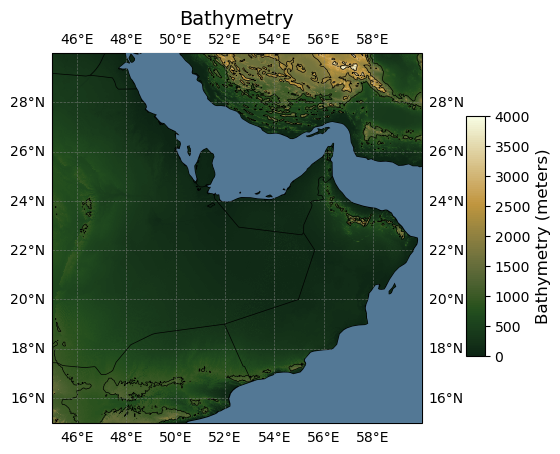 Bathymetry
46°E 48°E 50°E 52°E 54°E 56°E 58°E
28°N 28°N
26°N 26°N
24°N 24°N
22°N 22°N
20°N 20°N
18°N 18°N
16°N 16°N
46°E 48°E 50°E 52°E 54°E 56°E 58°E
4000
3500
3000
2500
2000
1500
1000
500
0
Bathymetry (meters)